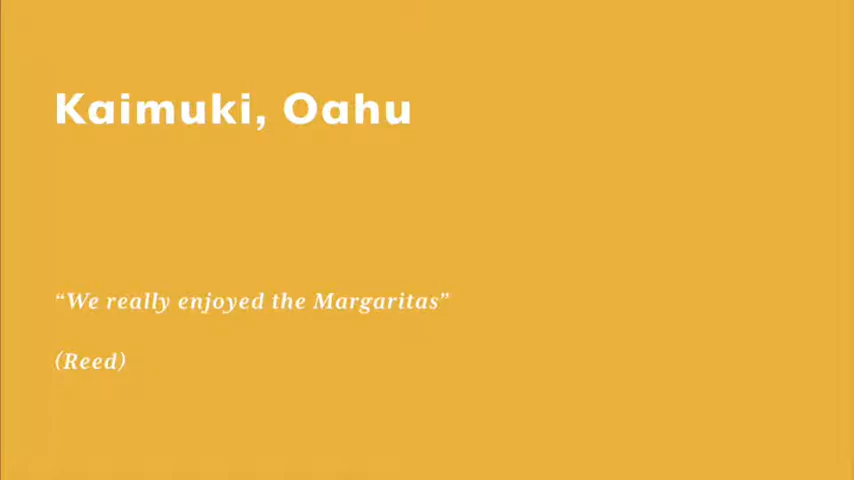 Kaimuki, Oahu
“We really enjoyed the Margaritas”
(Reed)